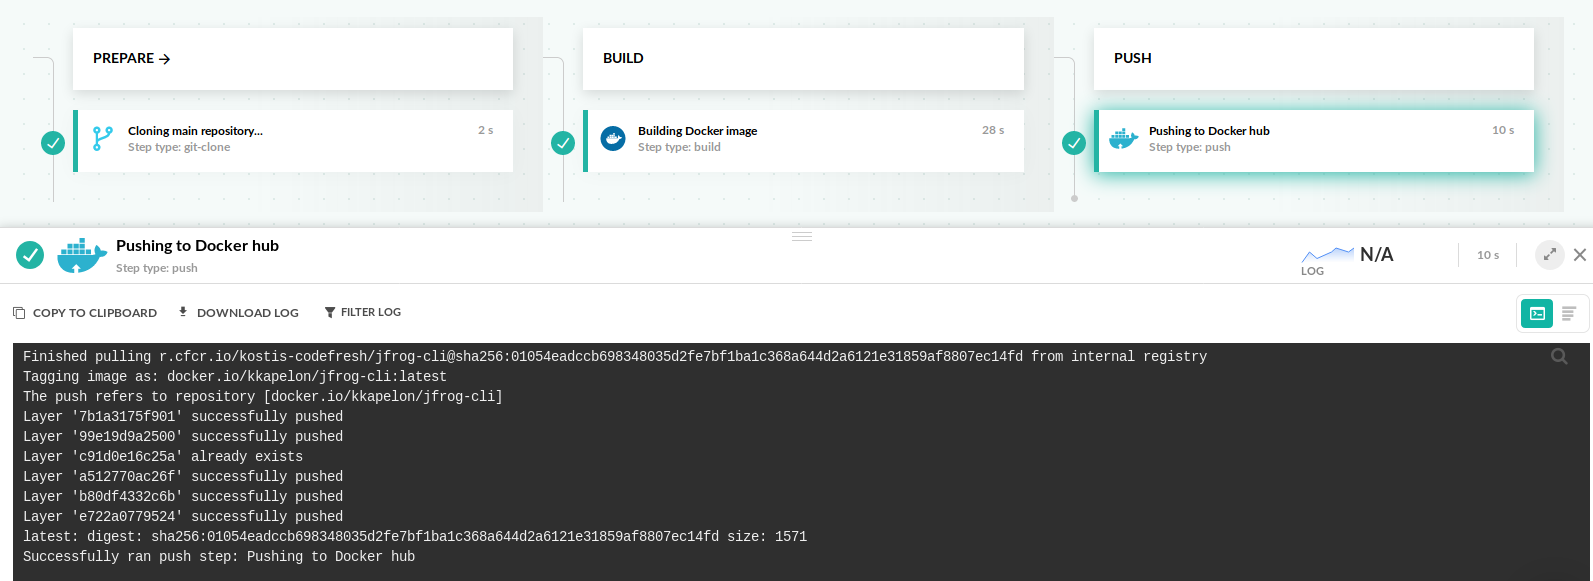 PREPARE →
BUILD
PUSH
Cloning main repository...
2 s
Step type: git-clone
Building Docker image
28 s
Step type: build
Pushing to Docker hub
10 s
Step type: push
Pushing to Docker hub
Step type: push
N/A
LOG
10 s
COPY TO CLIPBOARD
DOWNLOAD LOG
FILTER LOG
Finished pulling r.cfcr.io/kostis-codefresh/jfrog-cli@sha256:01054eadccb698348035d2fe7bf1ba1c368a644d2a6121e31859af8807ec14fd from internal registry
Tagging image as: docker.io/kkapelon/jfrog-cli:latest
The push refers to repository [docker.io/kkapelon/jfrog-cli]
Layer '7b1a3175f901' successfully pushed
Layer '99e19d9a2500' successfully pushed
Layer 'c91d0e16c25a' already exists
Layer 'a512770ac26f' successfully pushed
Layer 'b80df4332c6b' successfully pushed
Layer 'e722a0779524' successfully pushed
latest: digest: sha256:01054eadccb698348035d2fe7bf1ba1c368a644d2a6121e31859af8807ec14fd size: 1571
Successfully ran push step: Pushing to Docker hub